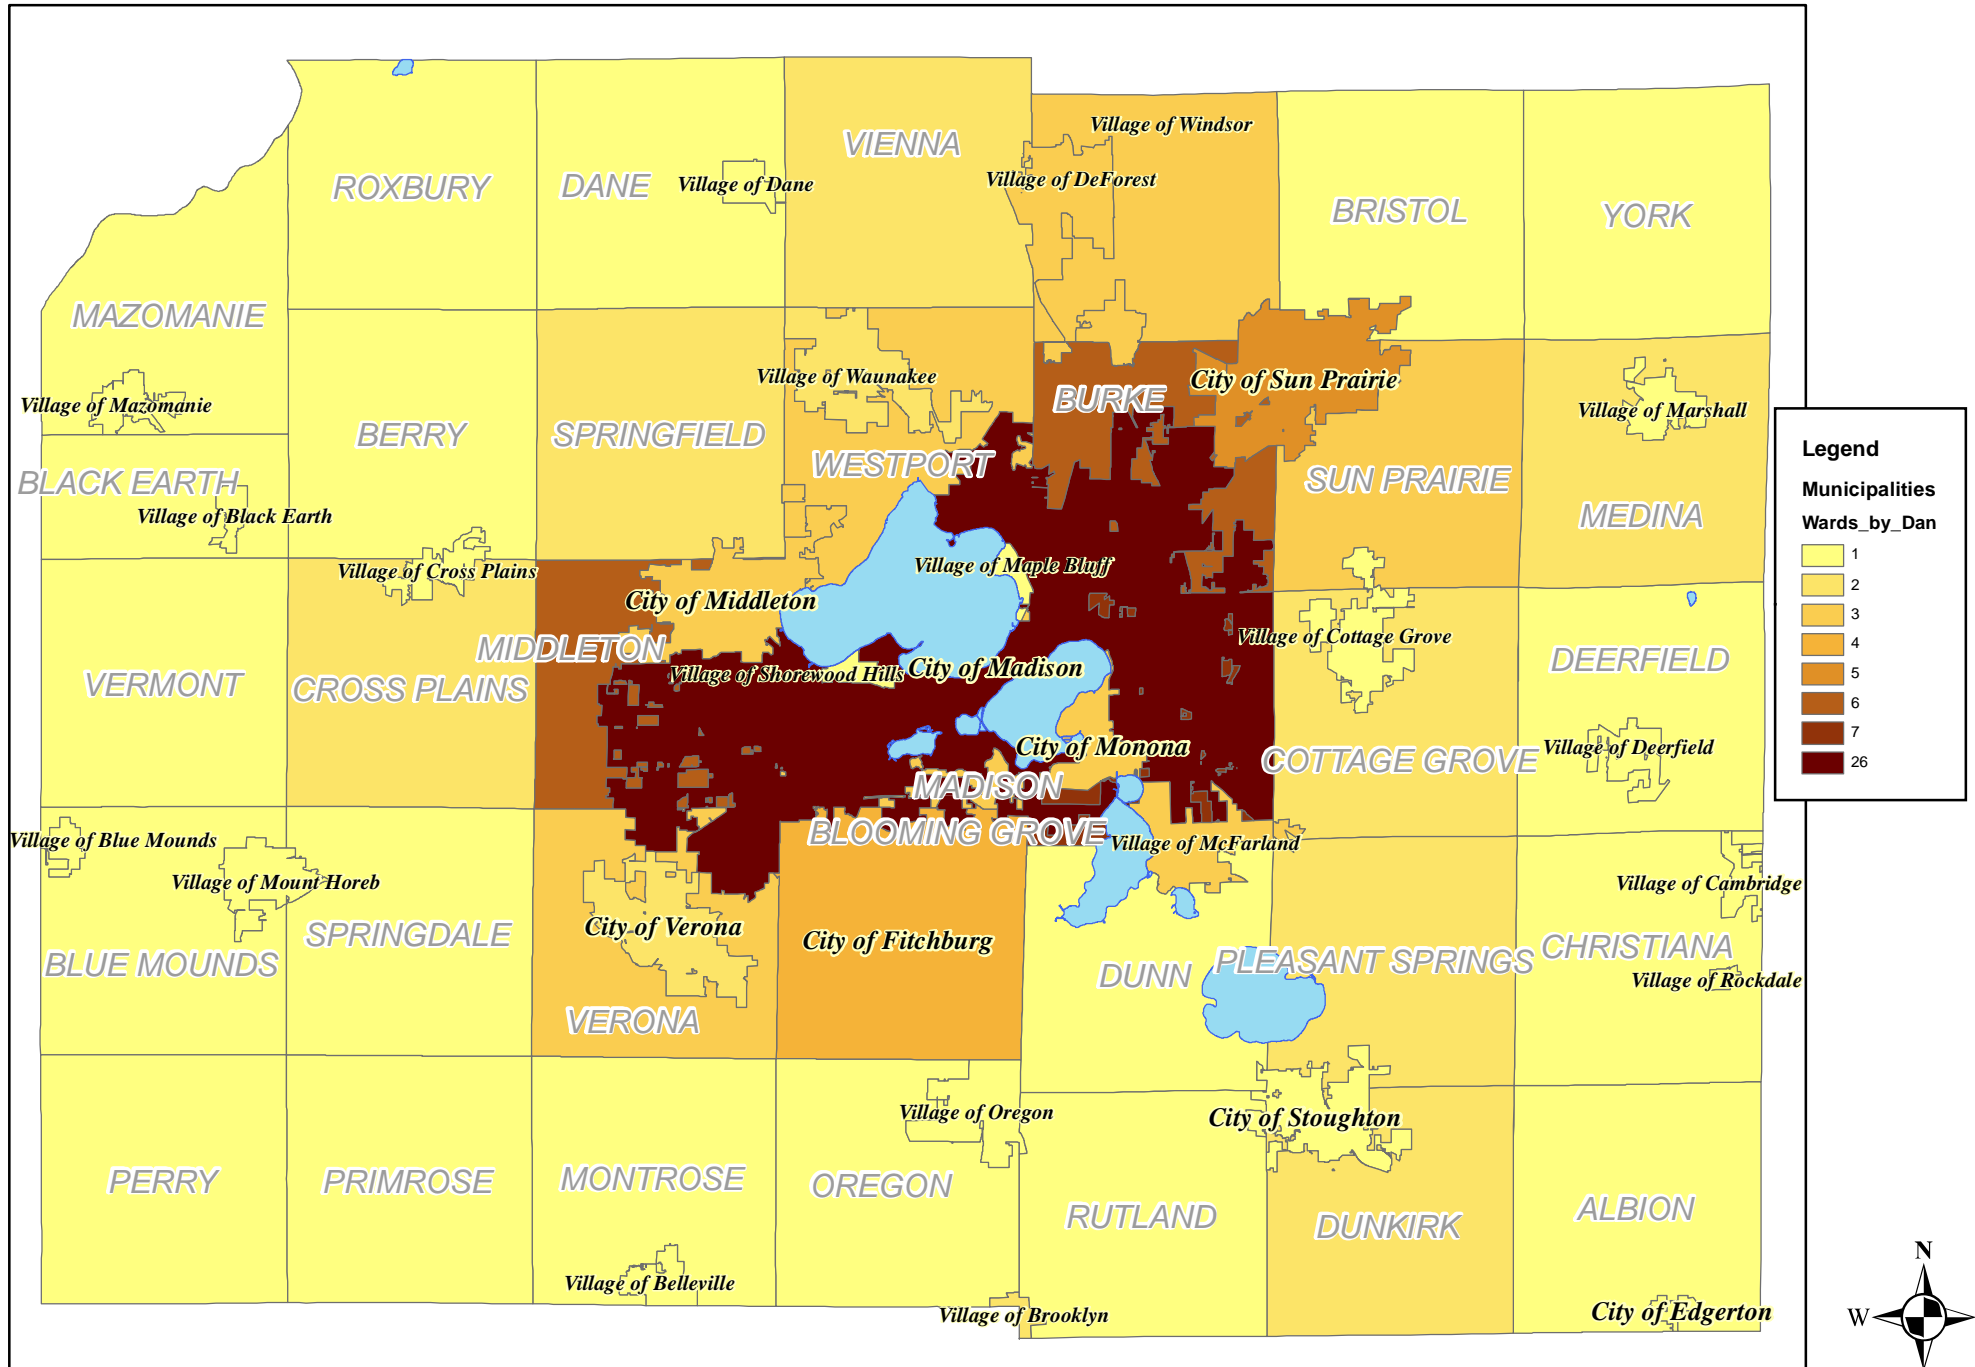 Village of Windsor
VIENNA
Village of DeForest
ROXBURY
DANE
Village of Dane
BRISTOL
YORK
MAZOMANIE
Village of Waunakee
City of Sun Prairie
BURKE
Village of Mazomanie
Village of Marshall
BERRY
SPRINGFIELD
WESTPORT
SUN PRAIRIE
BLACK EARTH
Village of Black Earth
MEDINA
Village of Cross Plains
Village of Maple Bluff
City of Middleton
Village of Cottage Grove
MIDDLETON
Village of Shorewood Hills
City of Madison
DEERFIELD
VERMONT
CROSS PLAINS
City of Monona
Village of Deerfield
COTTAGE GROVE
MADISON
BLOOMING GROVE
Village of Blue Mounds
Village of McFarland
Village of Mount Horeb
Village of Cambridge
City of Verona
SPRINGDALE
City of Fitchburg
BLUE MOUNDS
DUNN
PLEASANT SPRINGS
CHRISTIANA
Village of Rockdale
VERONA
Village of Oregon
City of Stoughton
PERRY
PRIMROSE
MONTROSE
OREGON
RUTLAND
DUNKIRK
ALBION
Village of Belleville
Village of Brooklyn
City of Edgerton
Legend
Municipalities
Wards_by_Dan
1
2
3
4
5
6
7
26
N
W